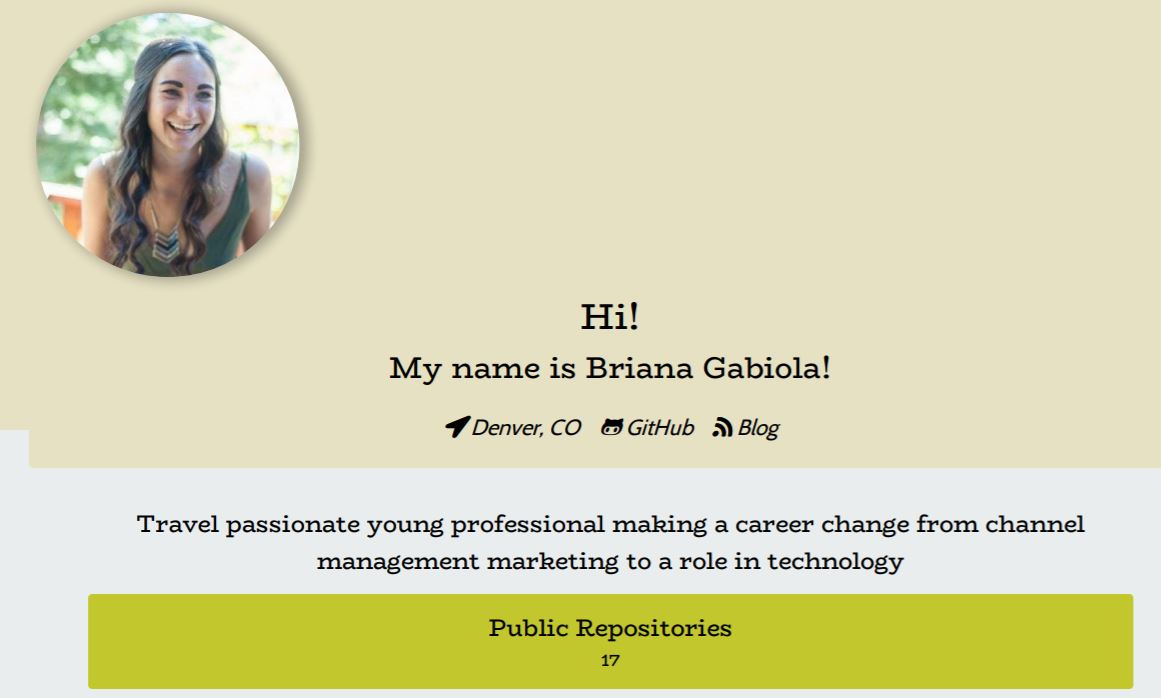 Hi!
My name is Briana Gabiola!
Denver, CO GitHub Blog
Travel passionate young professional making a career change from channel
management marketing to a role in technology
Public Repositories
17